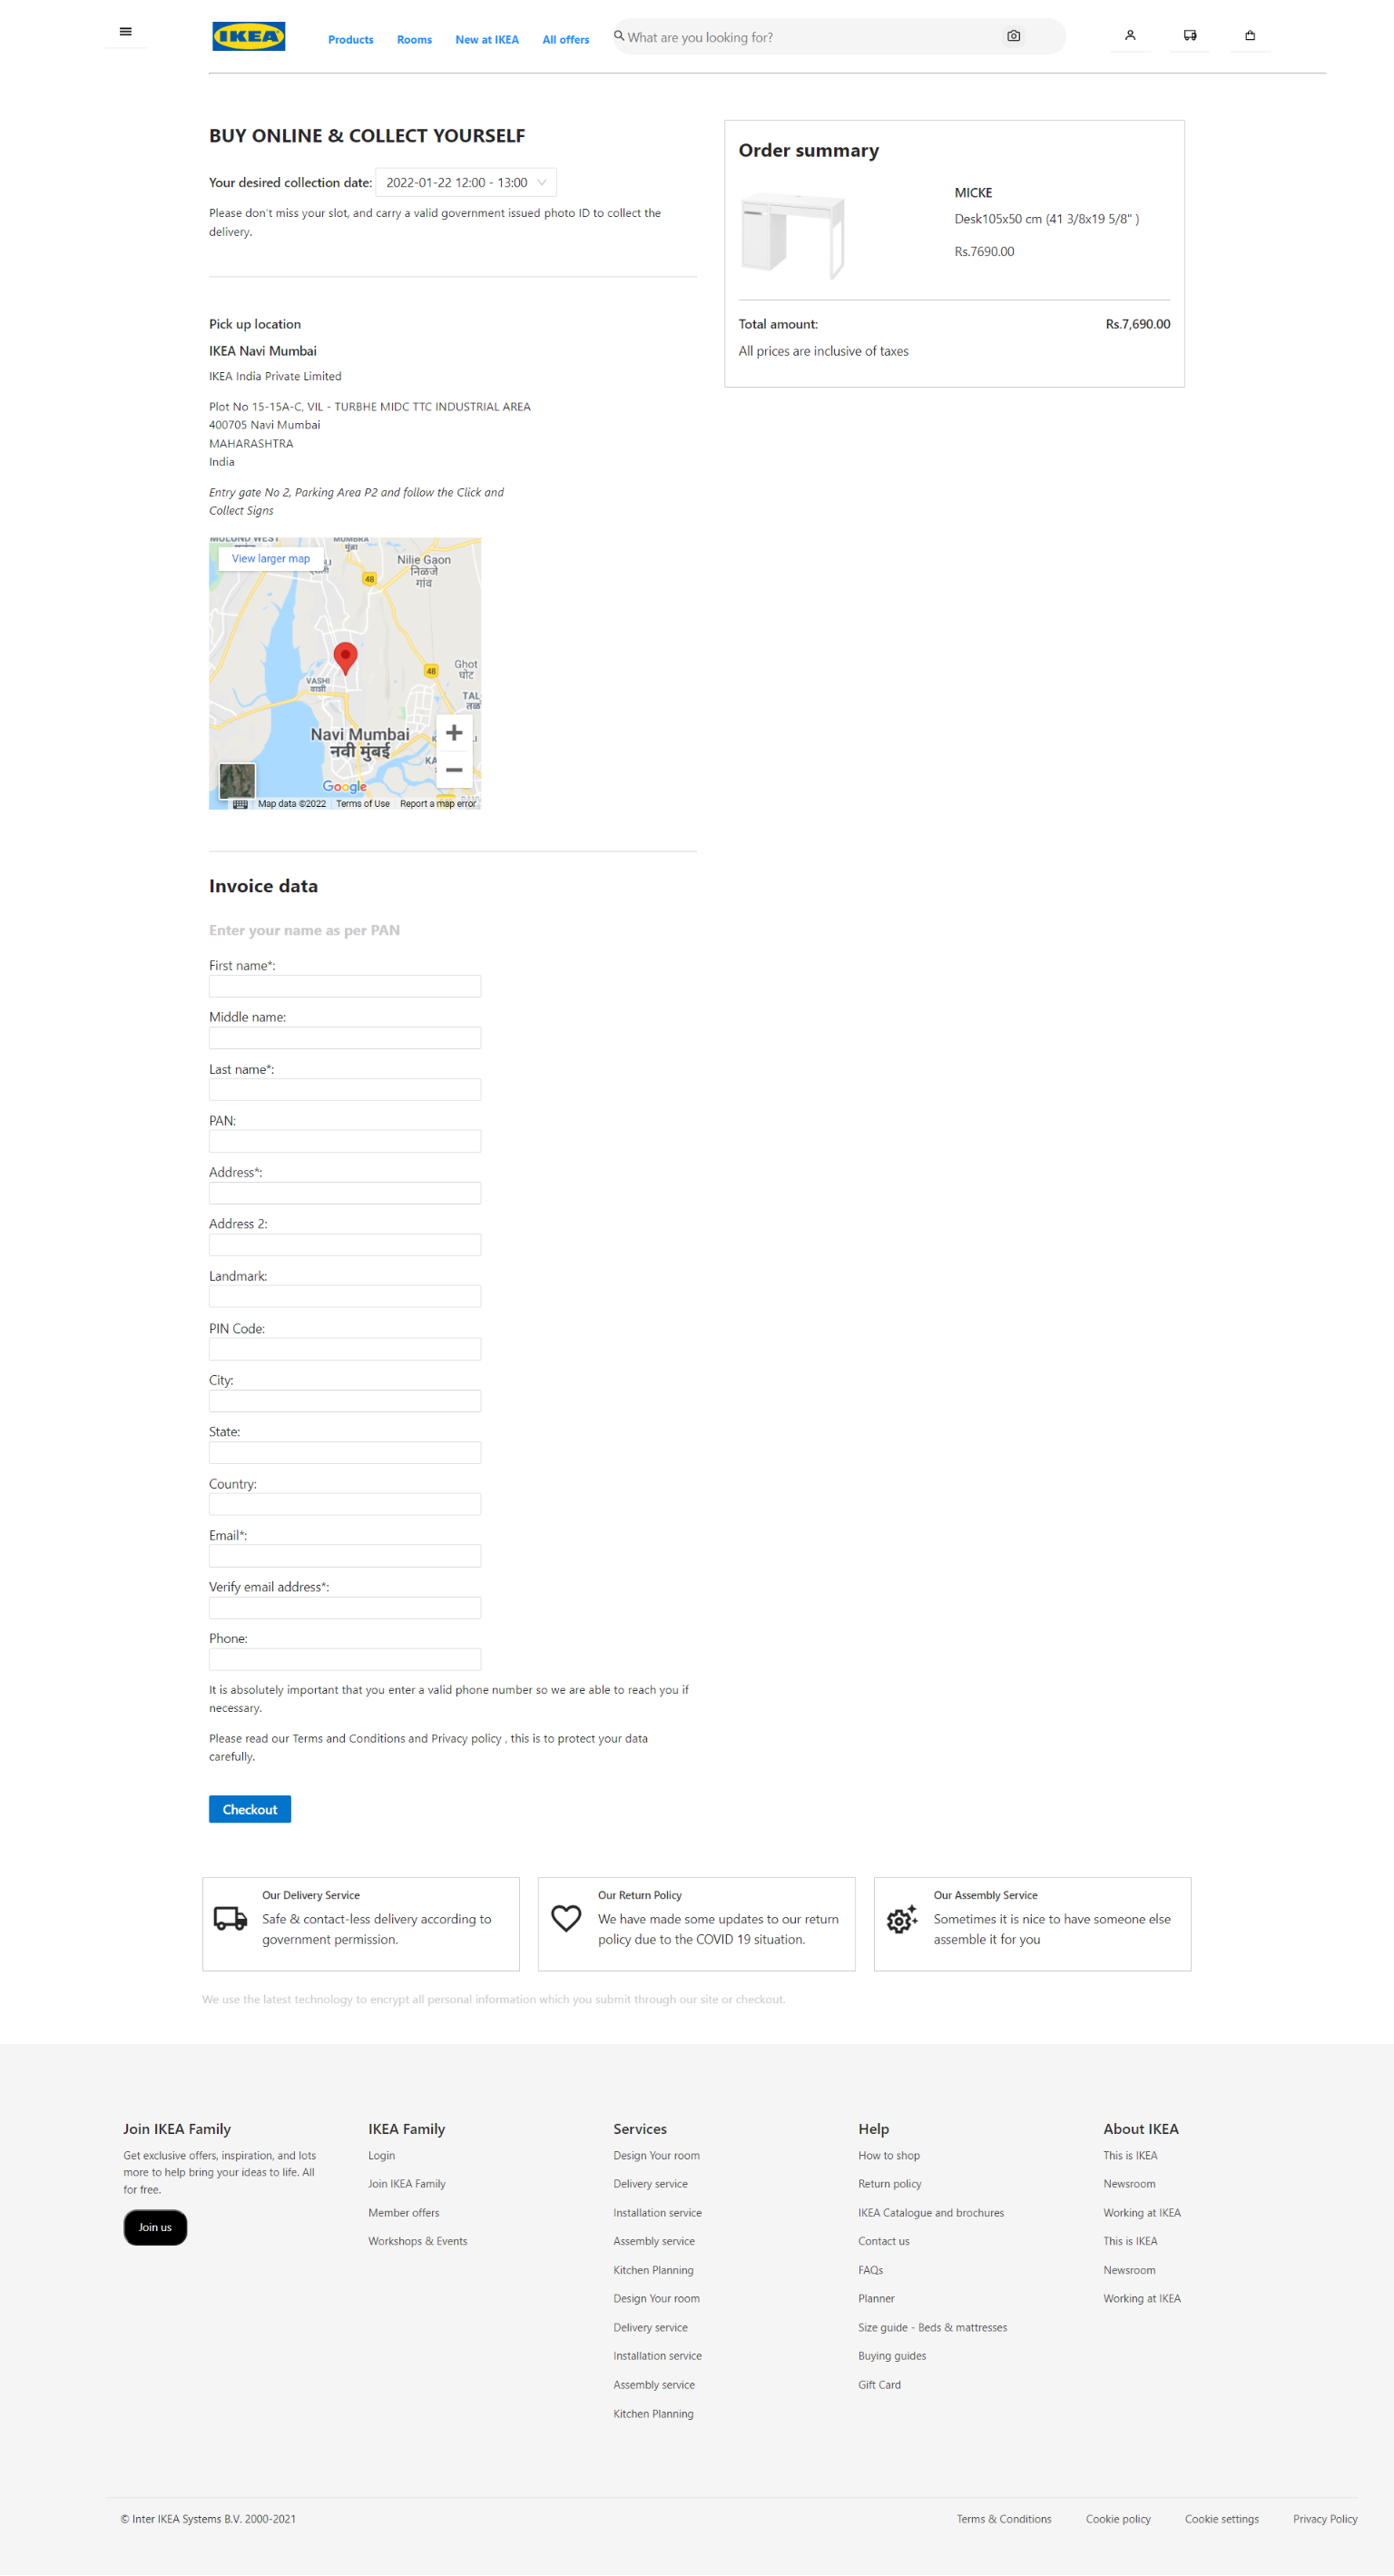 IKEA
Products Rooms New at IKEA All offers What are you looking for?
BUY ONLINE & COLLECT YOURSELF
Your desired collection date: 2022-01-22 12:00 - 13:00
Please don't miss your slot, and carry a valid government issued photo ID to collect the
delivery.
Order summary
MICKE
Desk105x50 cm (41 3/8x19 5/8" )
Rs.7690.00
Total amount: Rs.7,690.00
All prices are inclusive of taxes
Pick up location
IKEA Navi Mumbai
IKEA India Private Limited
Plot No 15-15A-C, VIL - TURBHE MIDC TTC INDUSTRIAL AREA
400705 Navi Mumbai
MAHARASHTRA
India
Entry gate No 2, Parking Area P2 and follow the Click and
Collect Signs
MULUND WEST MUMBRA
मुंब्रा
View larger map
Nilje Gaon
निळजे
गांव
48
Ghot
घोट
48
VASHI
वाशी
TAL
तळ
Navi Mumbai
नवी मुंबई
KA
Google
Map data ©2022 Terms of Use Report a map error
Invoice data
Enter your name as per PAN
First name*:
Middle name:
Last name*:
PAN:
Address*:
Address 2:
Landmark:
PIN Code:
City:
State:
Country:
Email*:
Verify email address*:
Phone:
It is absolutely important that you enter a valid phone number so we are able to reach you if
necessary.
Please read our Terms and Conditions and Privacy policy , this is to protect your data
carefully.
Checkout
Our Delivery Service
Safe & contact-less delivery according to
government permission.
Our Return Policy
We have made some updates to our return
policy due to the COVID 19 situation.
Our Assembly Service
Sometimes it is nice to have someone else
assemble it for you
We use the latest technology to encrypt all personal information which you submit through our site or checkout.
Join IKEA Family
Get exclusive offers, inspiration, and lots
more to help bring your ideas to life. All
for free.
Join us
IKEA Family
Login
Join IKEA Family
Member offers
Workshops & Events
Services
Design Your room
Delivery service
Installation service
Assembly service
Kitchen Planning
Design Your room
Delivery service
Installation service
Assembly service
Kitchen Planning
Help
How to shop
Return policy
IKEA Catalogue and brochures
Contact us
FAQs
Planner
Size guide - Beds & mattresses
Buying guides
Gift Card
About IKEA
This is IKEA
Newsroom
Working at IKEA
This is IKEA
Newsroom
Working at IKEA
© Inter IKEA Systems B.V. 2000-2021
Terms & Conditions Cookie policy Cookie settings Privacy Policy